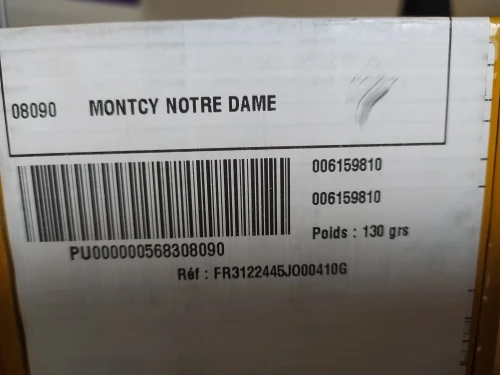 08090 MONTCY NOTRE DAME
006159810
006159810
PU000000568308090
Poids : 130 grs
Réf : FR3122445JO00410G